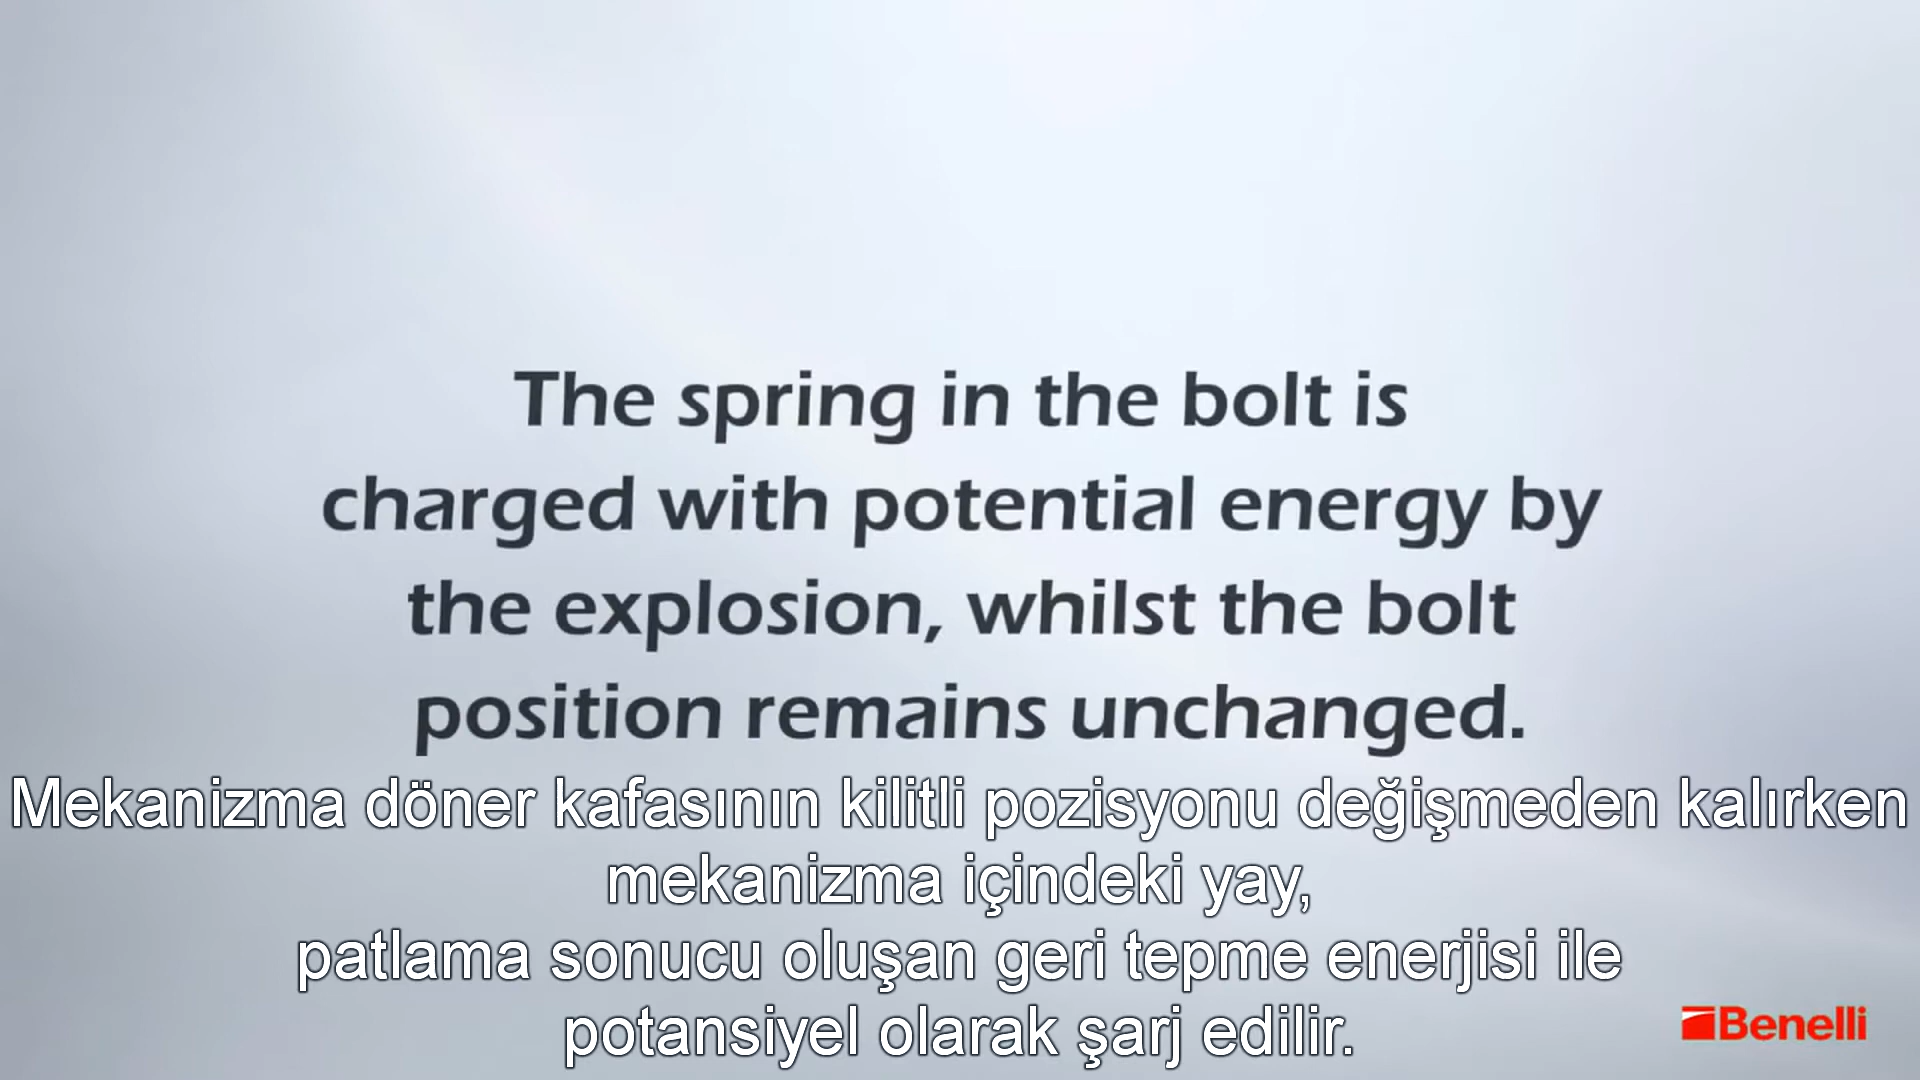 The spring in the bolt is
charged with potential energy by
the explosion, whilst the bolt
position remains unchanged.
Mekanizma döner kafasının kilitli pozisyonu değişmeden kalırken
mekanizma içindeki yay,
patlama sonucu oluşan geri tepme enerjisi ile
potansiyel olarak şarj edilir.
Benelli